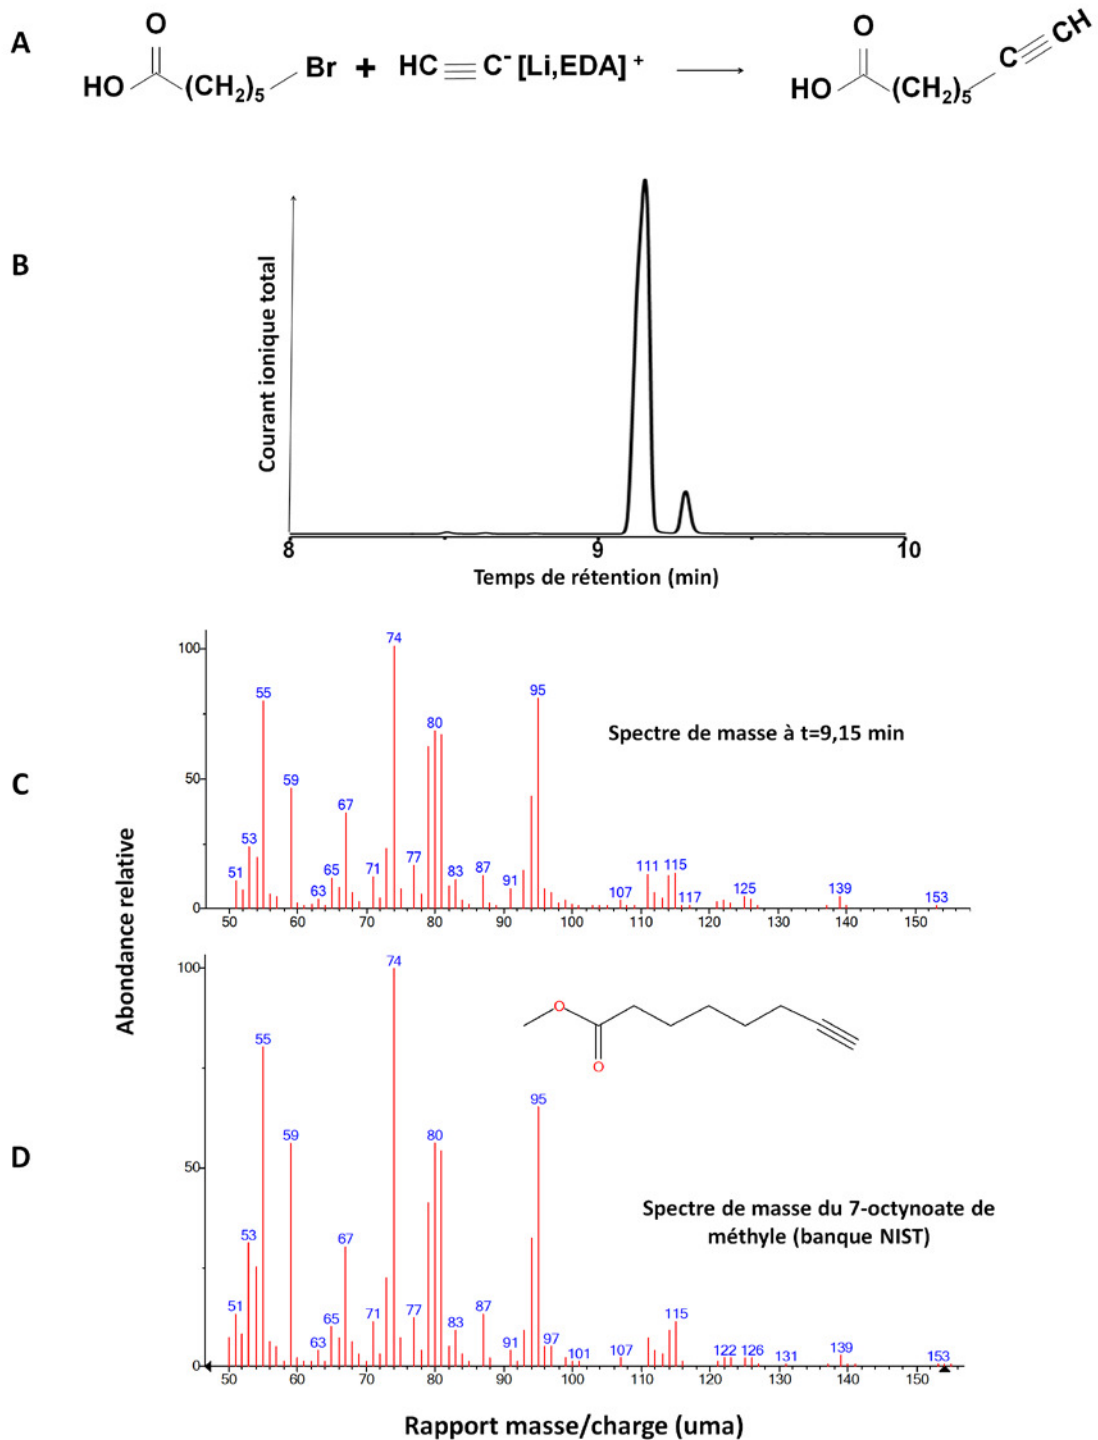 A
O
HO
(CH2)5
Br
+
HC≡C- [Li,EDA]+
O
HO
(CH2)5
C≡CH
B
Courant ionique total
8
9
10
Temps de rétention (min)
C
Abondance relative
Spectre de masse à t=9,15 min
100
50
0
74
55
95
80
59
67
53
51
65
63
71
77
83
87
91
107
111
115
117
125
139
153
50 60 70 80 90 100 110 120 130 140 150
D
100
50
0
74
55
95
59
80
53
67
51
65
63
71
77
83
87
91
97
101
107
115
122
126
131
139
153
O
O
Spectre de masse du 7-octynoate de
méthyle (banque NIST)
50 60 70 80 90 100 110 120 130 140 150
Rapport masse/charge (uma)